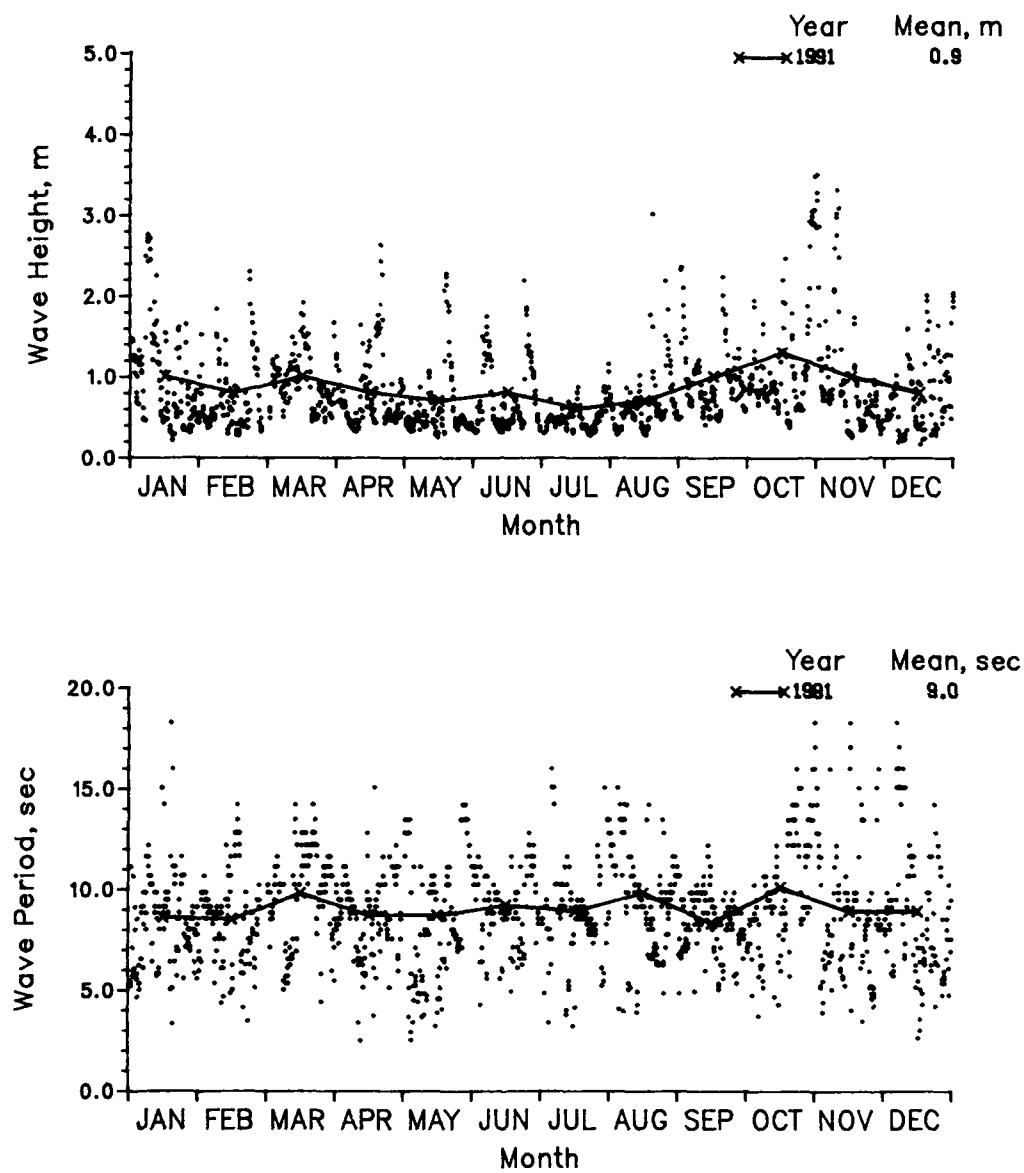 Year Mean, m
1991 0.9
5.0
4.0
3.0
2.0
1.0
0.0
Wave Height, m
JAN FEB MAR APR MAY JUN JUL AUG SEP OCT NOV DEC
Month
Year Mean, sec
1991 9.0
20.0
15.0
10.0
5.0
0.0
Wave Period, sec
JAN FEB MAR APR MAY JUN JUL AUG SEP OCT NOV DEC
Month